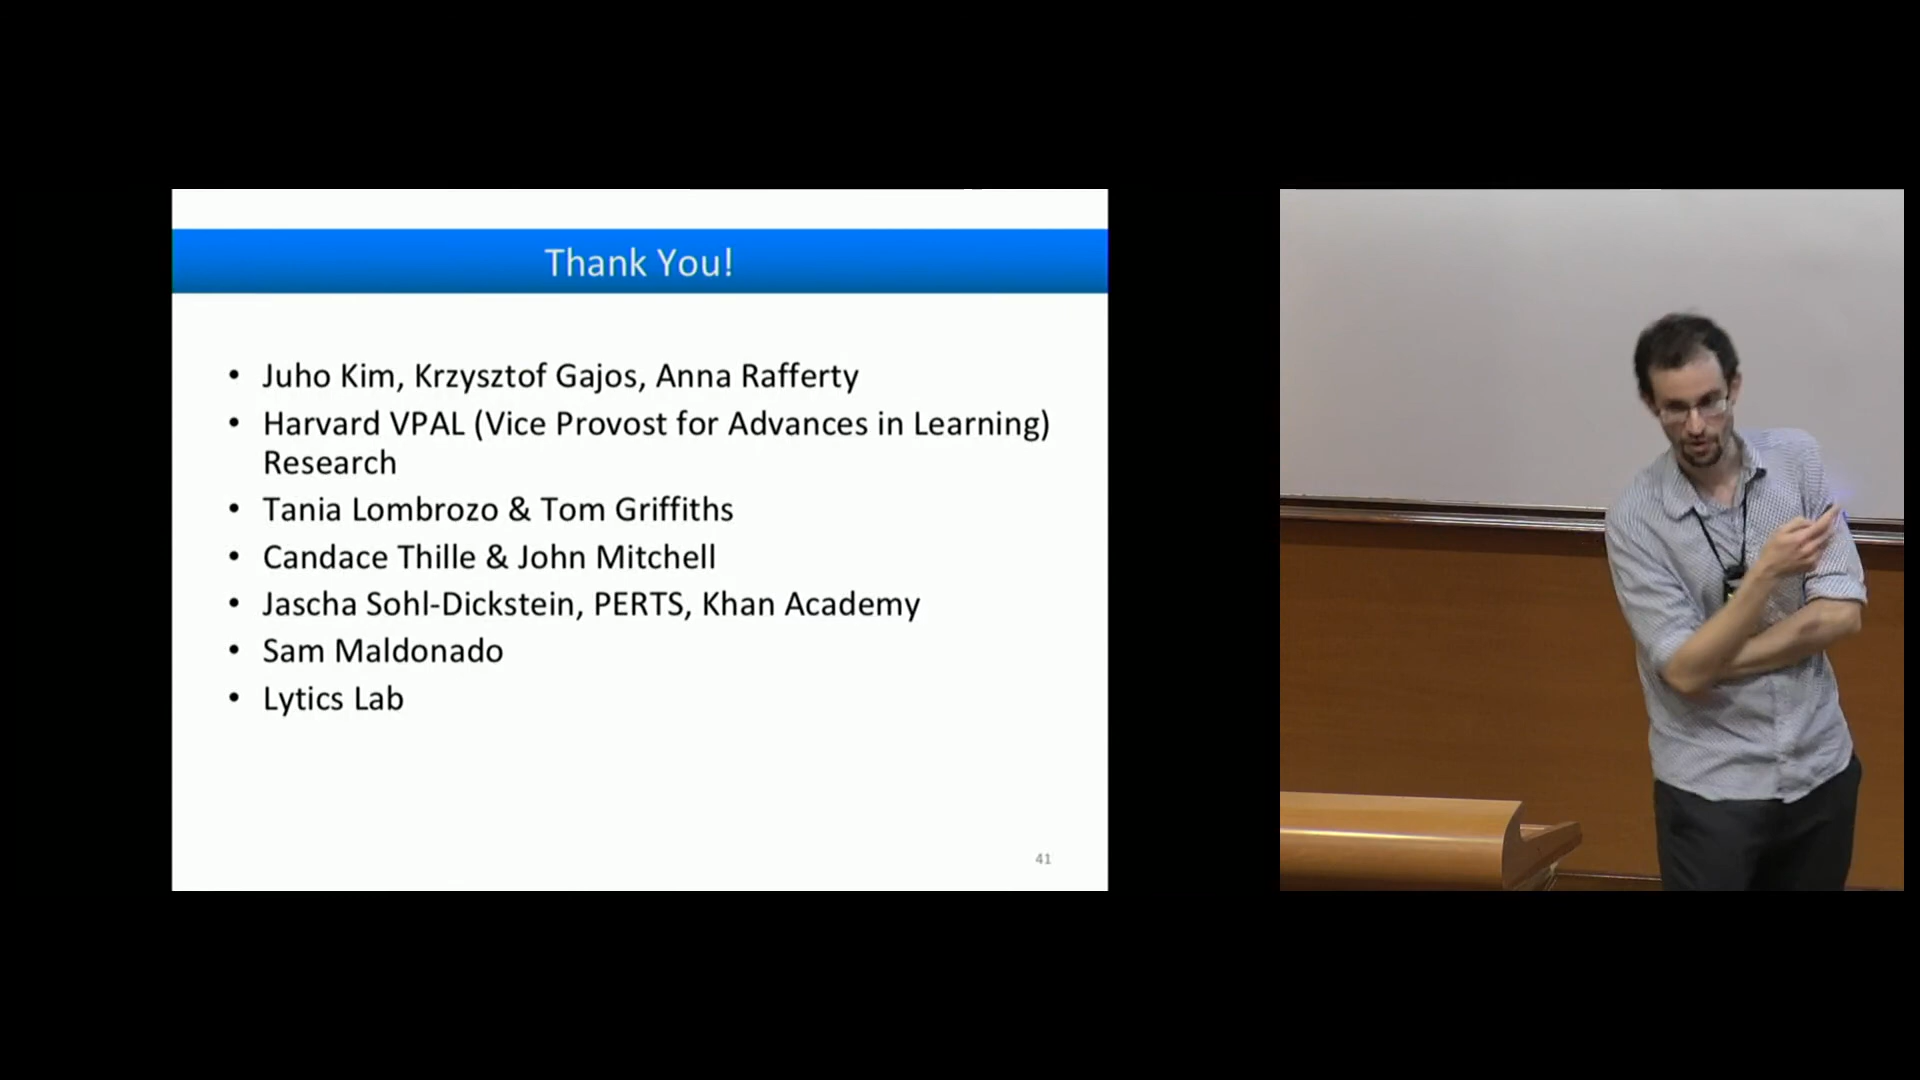 Thank You!
• Juho Kim, Krzysztof Gajos, Anna Rafferty
• Harvard VPAL (Vice Provost for Advances in Learning)
Research
• Tania Lombrozo & Tom Griffiths
• Candace Thille & John Mitchell
• Jascha Sohl-Dickstein, PERTS, Khan Academy
• Sam Maldonado
• Lytics Lab
41